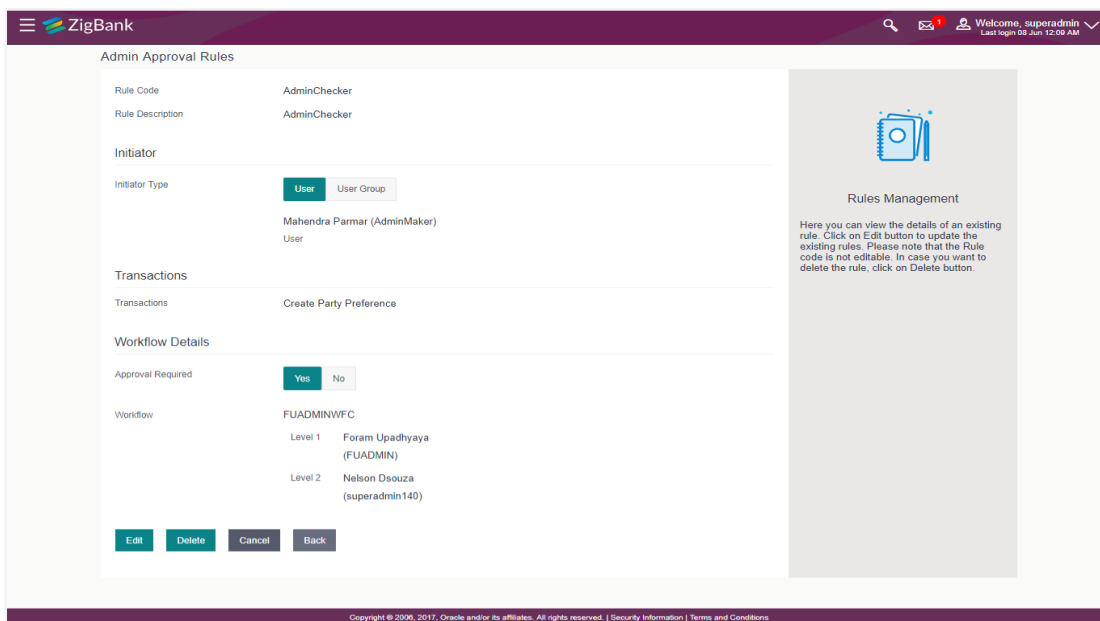 ZigBank
1
Welcome, superadmin
Last login 08 Jun 12:09 AM
Admin Approval Rules
Rule Code AdminChecker
Rule Description AdminChecker
Initiator
Initiator Type User User Group
Mahendra Parmar (AdminMaker)
User
Transactions
Transactions Create Party Preference
Workflow Details
Approval Required Yes No
Workflow FUADMINWFC
Level 1 Foram Upadhyaya
(FUADMIN)
Level 2 Nelson Dsouza
(superadmin140)
Edit Delete Cancel Back
Rules Management
Here you can view the details of an existing
rule. Click on Edit button to update the
existing rules. Please note that the Rule
code is not editable. In case you want to
delete the rule, click on Delete button.
Copyright © 2006, 2017, Oracle and/or its affiliates. All rights reserved. | Security Information | Terms and Conditions